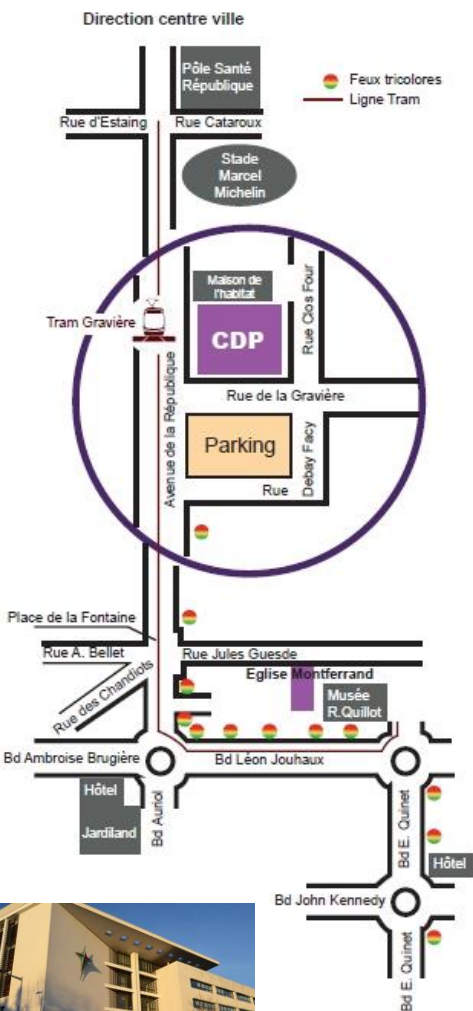 Direction centre ville
Pôle Santé
République
Feux tricolores
Ligne Tram
Rue d'Estaing
Rue Cataroux
Stade
Marcel
Michelin
Maison de
l'habitat
CDP
Rue Clos Four
Tram Gravière
Rue de la Gravière
Avenue de la République
Parking
Rue
Debay Facy
Place de la Fontaine
Rue A. Bellet
Rue Jules Guesde
Rue des Chandiots
Eglise Montferrand
Musée
R.Quillot
Bd Ambroise Brugière
Bd Léon Jouhaux
Hôtel
Jardiland
Bd Auriol
Bd E. Quinet
Hôtel
Bd John Kennedy
Bd E. Quinet